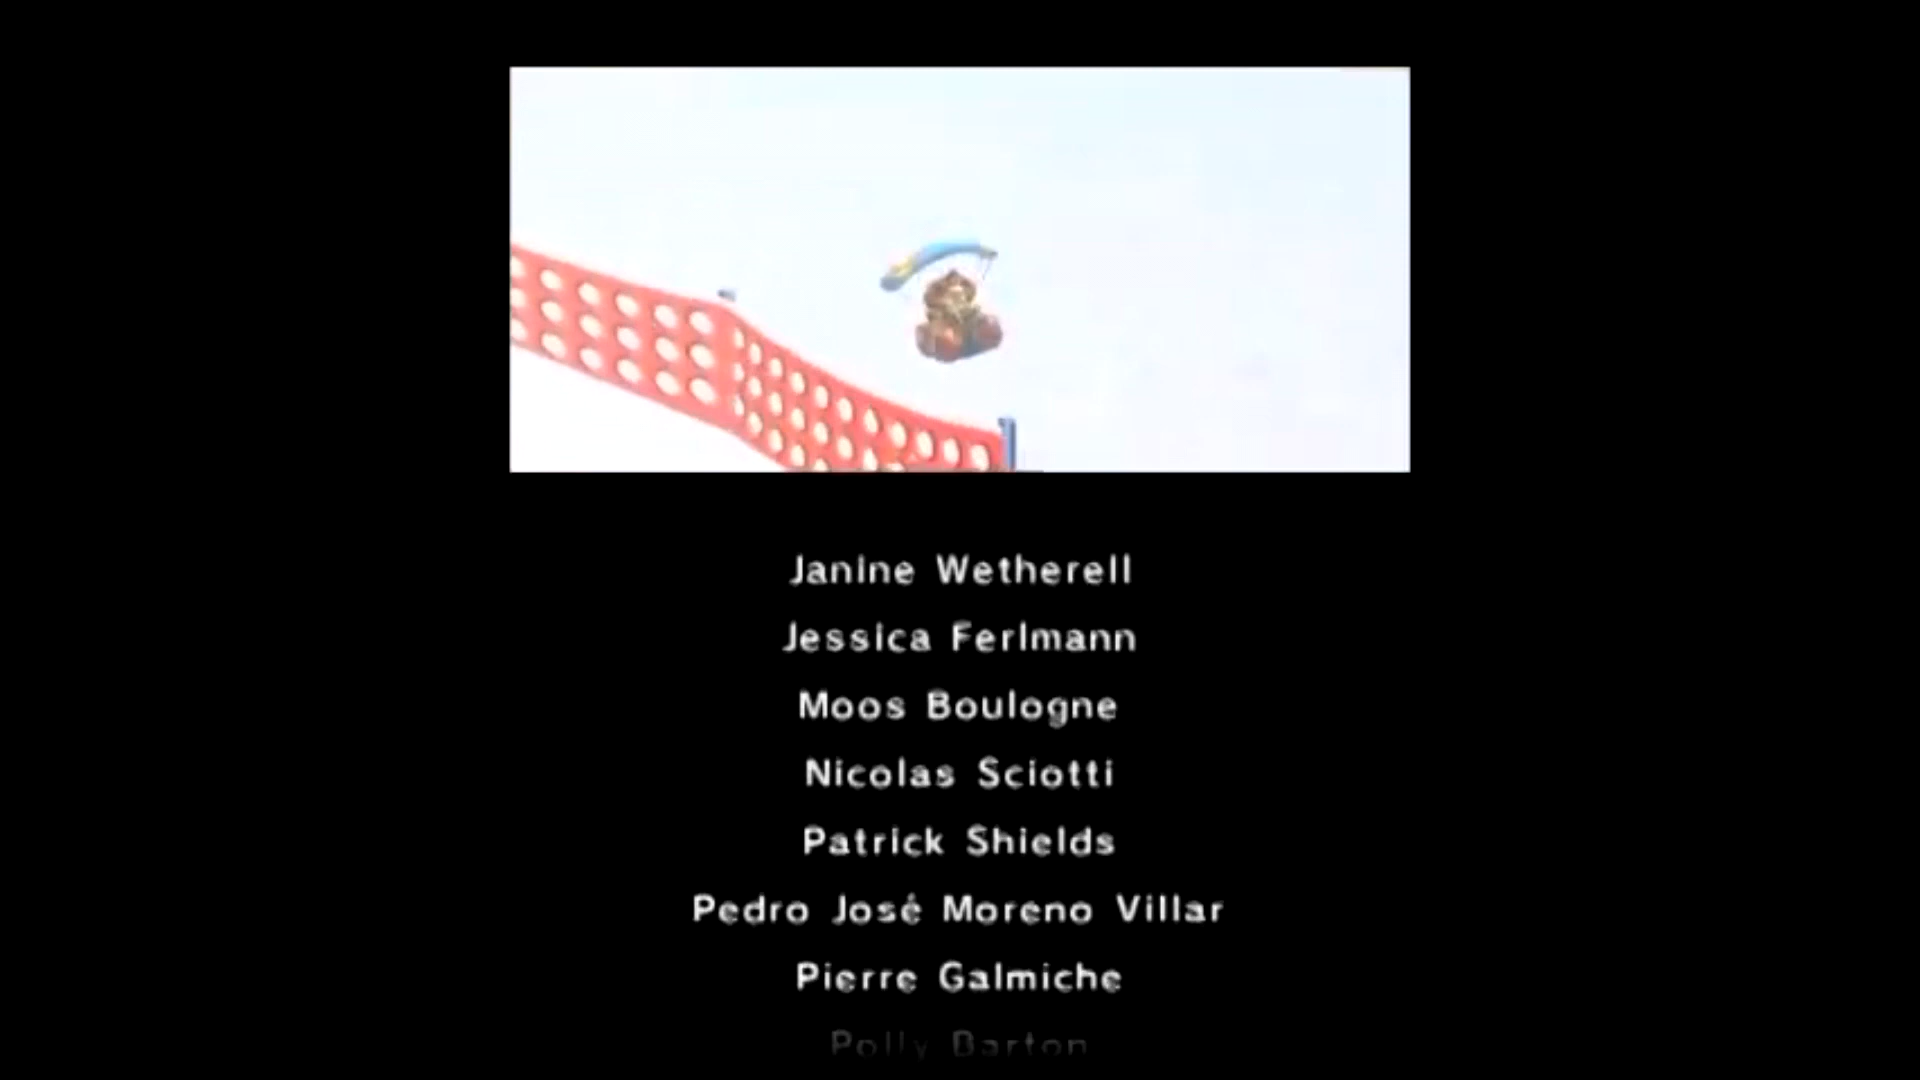 Janine Wetherell
Jessica Ferlmann
Moos Boulogne
Nicolas Sciotti
Patrick Shields
Pedro José Moreno Villar
Pierre Galmiche
Polly Barton